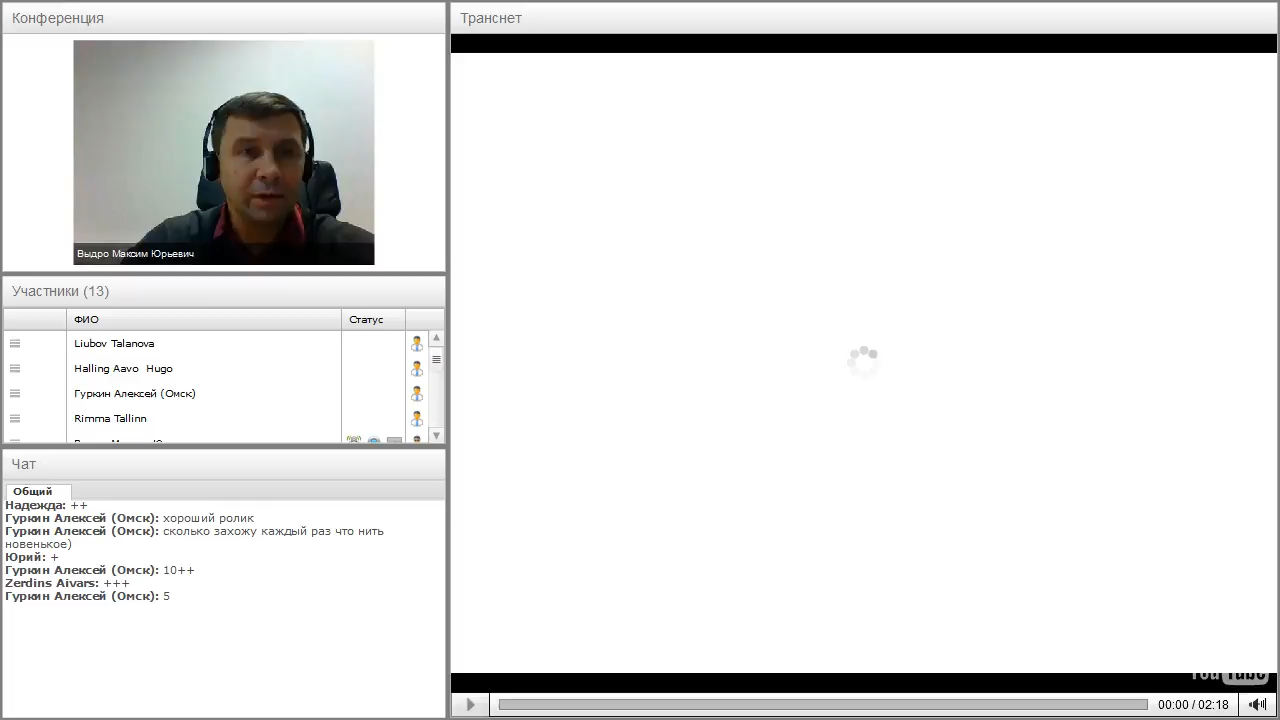 Конференция
Выдро Максим Юрьевич
Участники (13)
ФИО Статус
Liubov Talanova
Halling Aavo Hugo
Гуркин Алексей (Омск)
Rimma Tallinn
Чат
Общий
Надежда: ++
Гуркин Алексей (Омск): хороший ролик
Гуркин Алексей (Омск): сколько захожу каждый раз что нить
новенькое)
Юрий: +
Гуркин Алексей (Омск): 10++
Zerdins Aivars: +++
Гуркин Алексей (Омск): 5
Транснет
YouTube
00:00 / 02:18